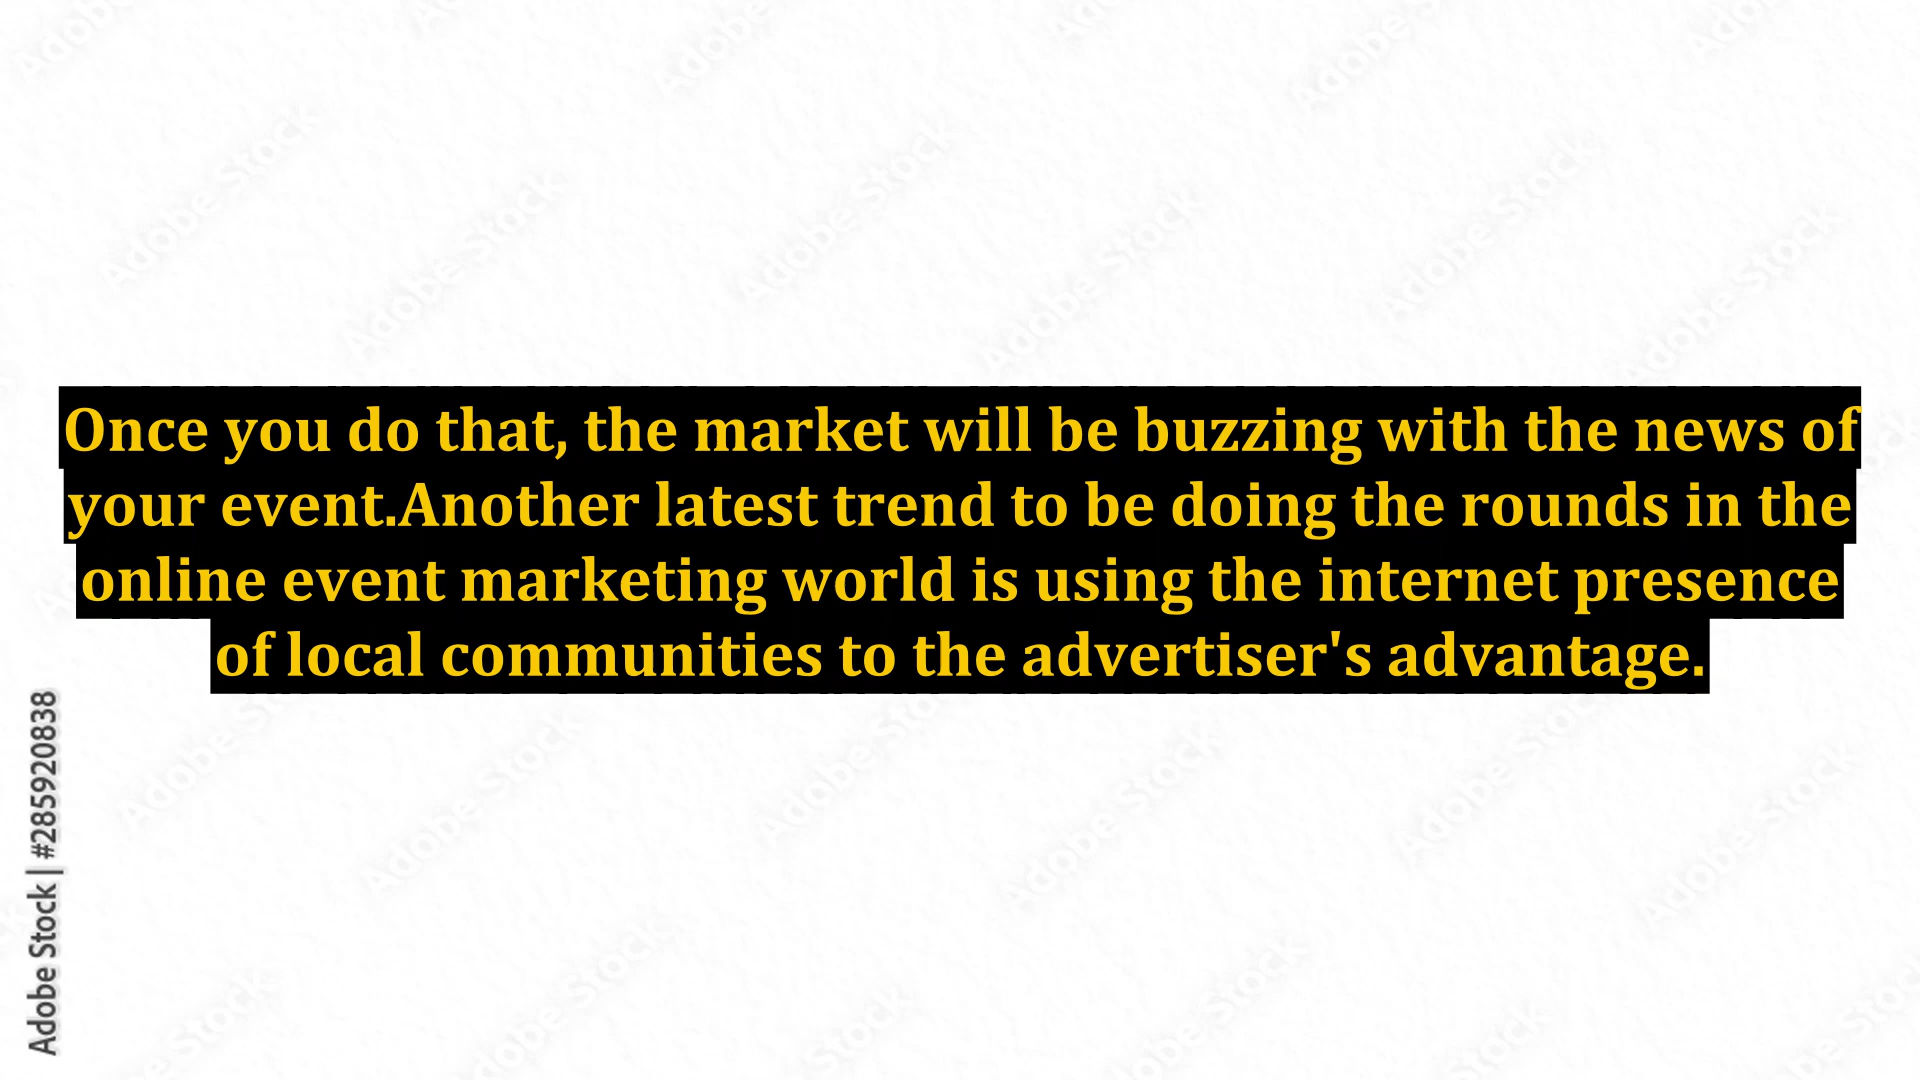 Once you do that, the market will be buzzing with the news of
your event.Another latest trend to be doing the rounds in the
online event marketing world is using the internet presence
of local communities to the advertiser's advantage.
Adobe Stock | #285920838
Adobe Stock